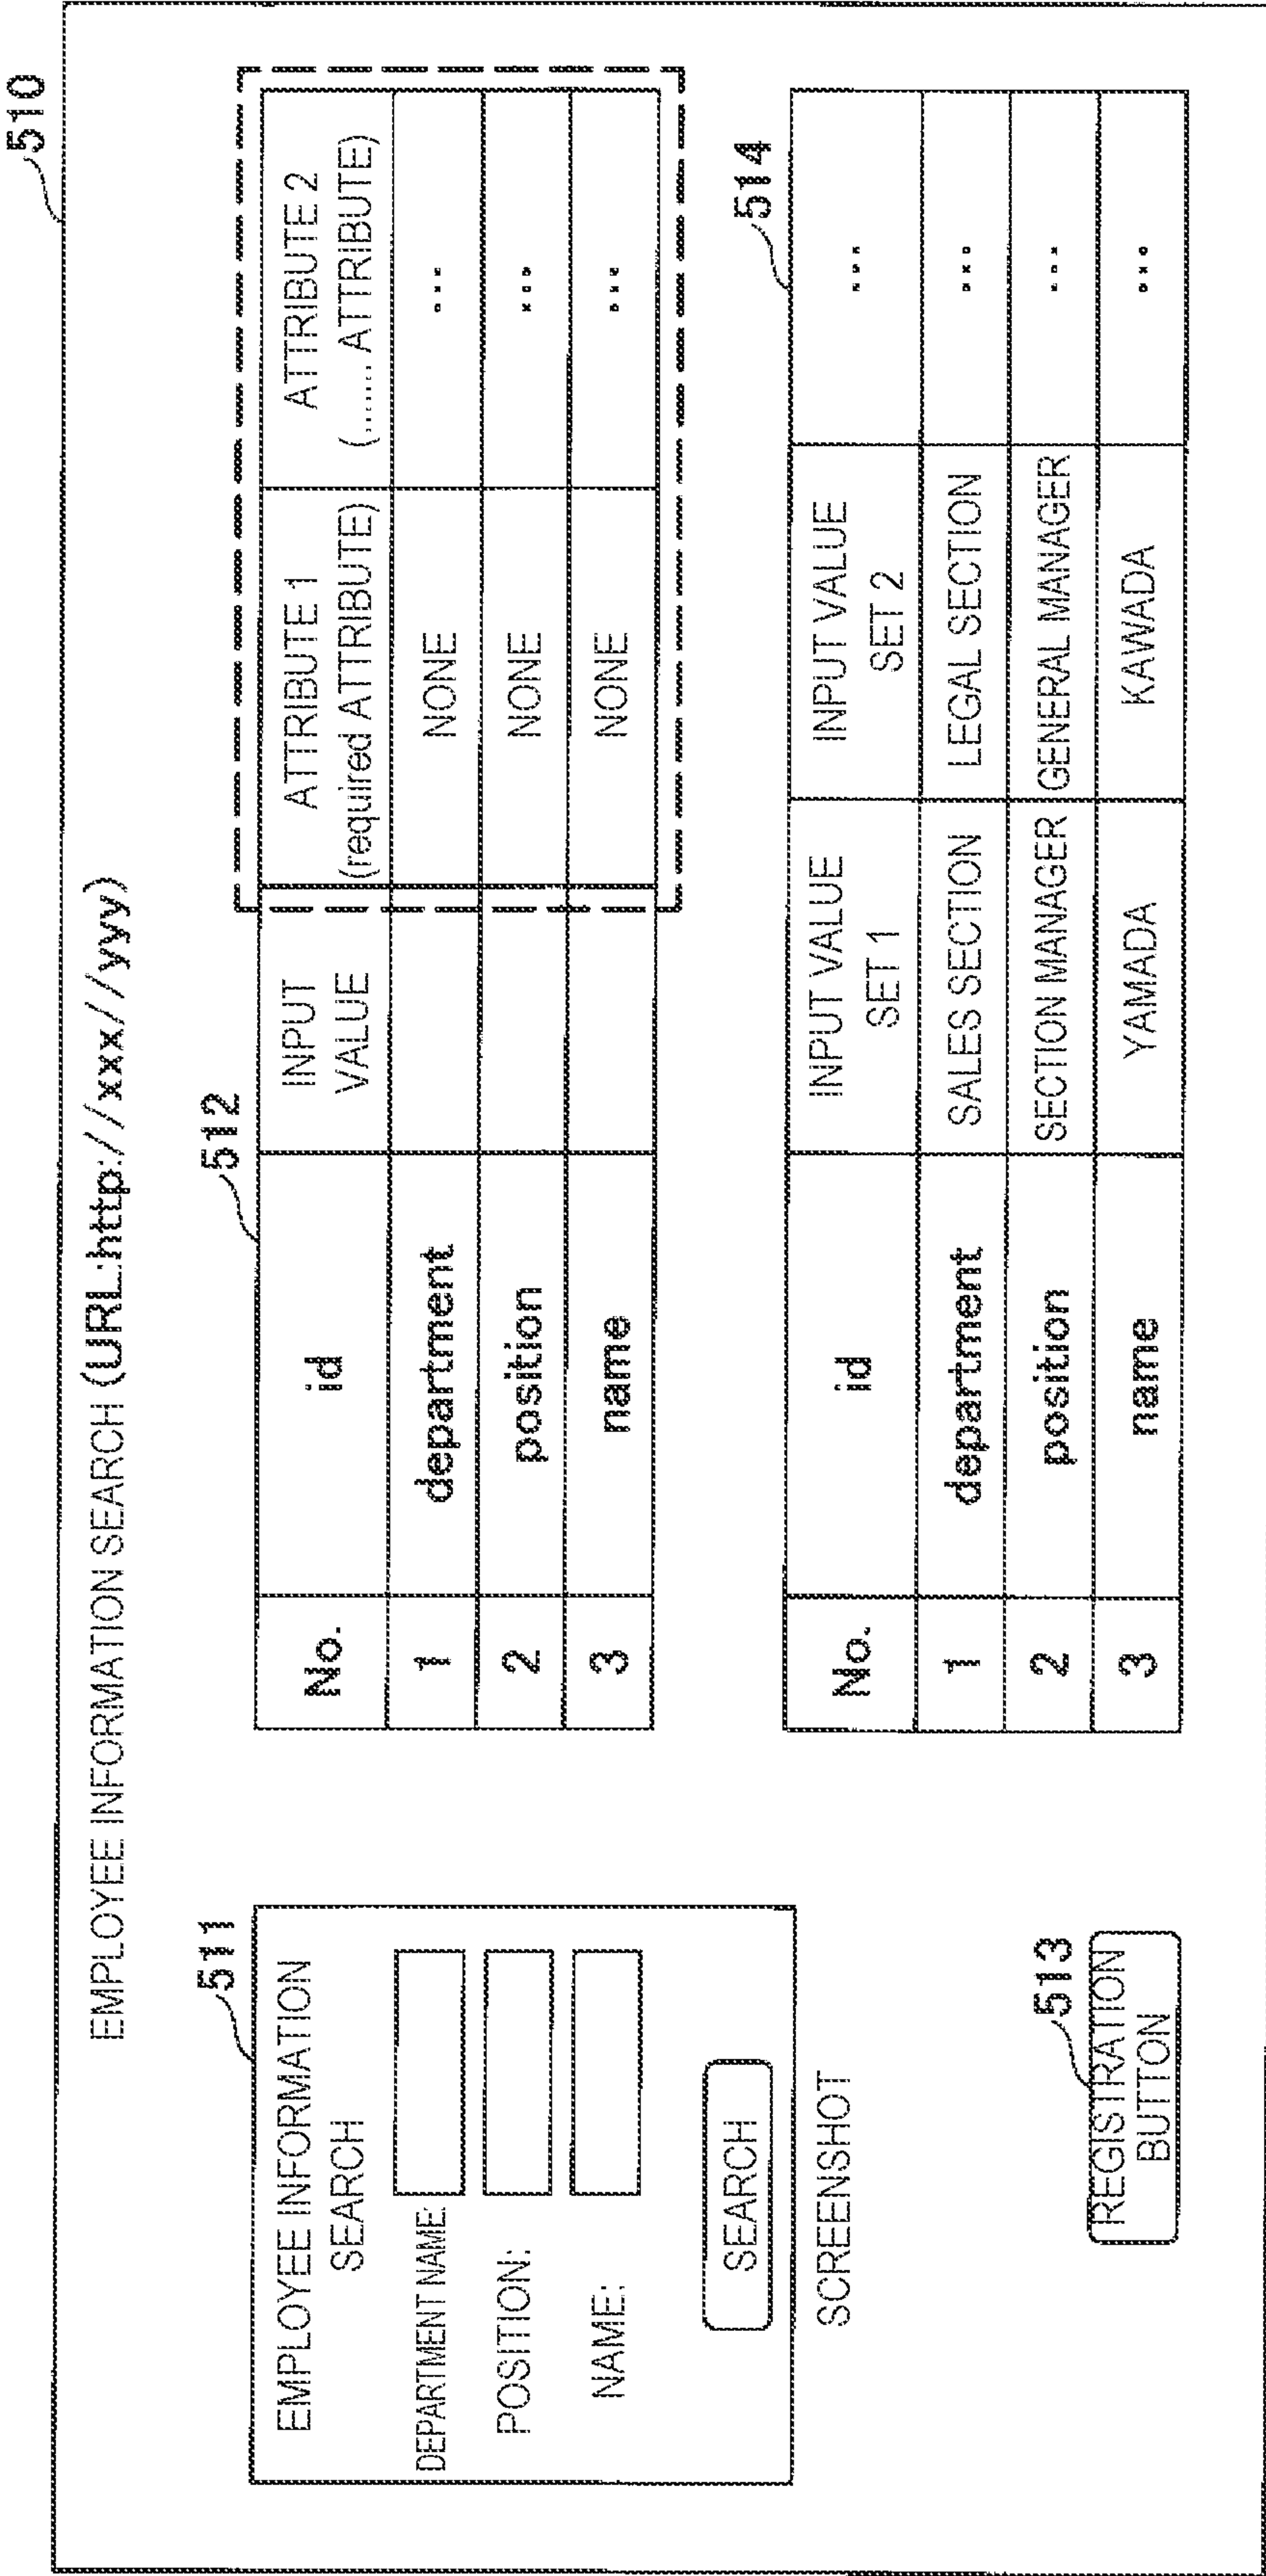 510
EMPLOYEE INFORMATION SEARCH (URL:http://xxx//yyy)
511
EMPLOYEE INFORMATION
SEARCH
DEPARTMENT NAME:
POSITION:
NAME:
SEARCH
SCREENSHOT
513
REGISTRATION
BUTTON
512
No. id INPUT VALUE ATTRIBUTE 1 (required ATTRIBUTE) ATTRIBUTE 2 (....... ATTRIBUTE)
1 department NONE ...
2 position NONE ...
3 name NONE ...
514
No. id INPUT VALUE SET 1 INPUT VALUE SET 2 ...
1 department SALES SECTION LEGAL SECTION ...
2 position SECTION MANAGER GENERAL MANAGER ...
3 name YAMADA KAWADA ...